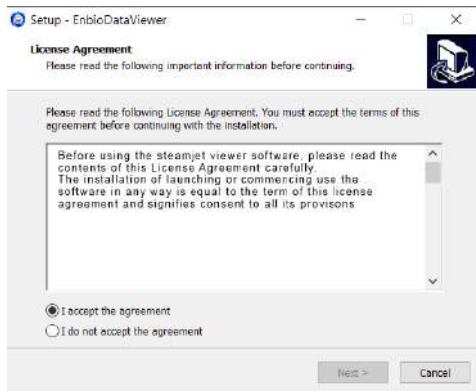 Setup - EnbioDataViewer
License Agreement
Please read the following important information before continuing.
Please read the following License Agreement. You must accept the terms of this
agreement before continuing with the installation.
Before using the steamjet viewer software, please read the
contents of this License Agreement carefully.
The installation of launching or commencing use the
software in any way is equal to the term of this license
agreement and signifies consent to all its provisons
I accept the agreement
I do not accept the agreement
Next >
Cancel